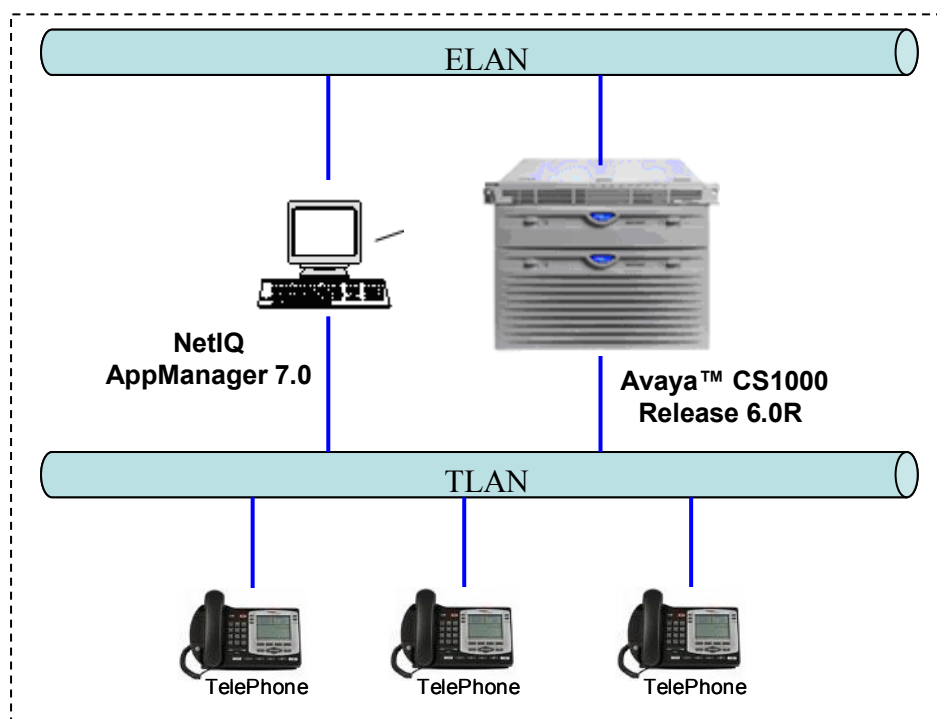 ELAN
NetIQ
AppManager 7.0
Avaya™ CS1000
Release 6.0R
TLAN
TelePhone
TelePhone
TelePhone